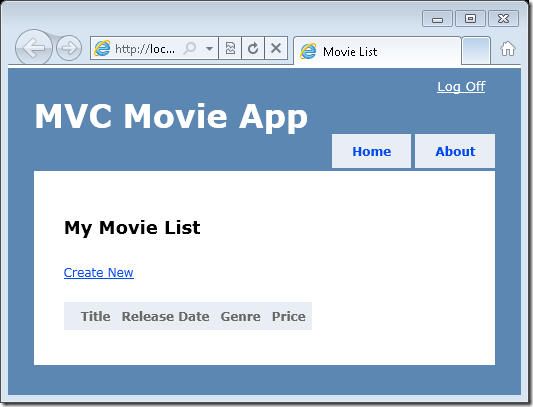 http://loc...
Movie List
Log Off
MVC Movie App
Home About
My Movie List
Create New
Title Release Date Genre Price